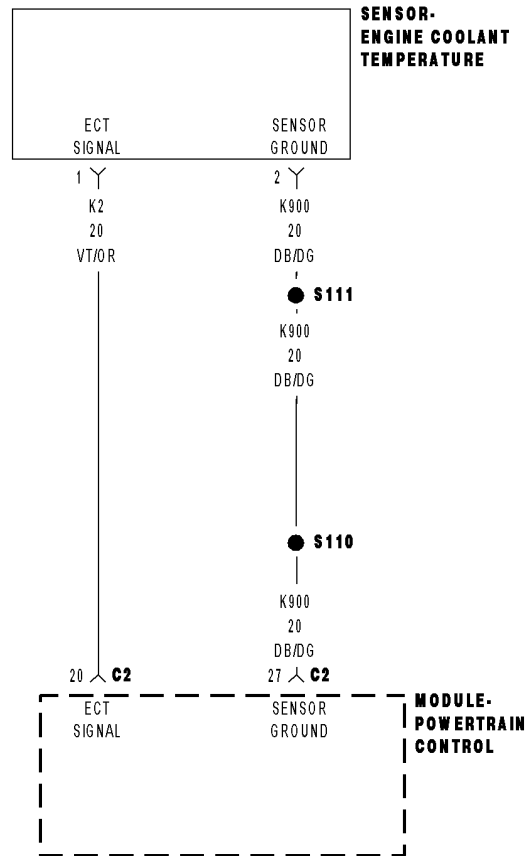 SENSOR-
ENGINE COOLANT
TEMPERATURE
ECT SENSOR
SIGNAL GROUND
1 2
K2 K900
20 20
VT/OR DB/DG
S111
K900
20
DB/DG
S110
K900
20
DB/DG
20 C2 27 C2
ECT SENSOR
SIGNAL GROUND
MODULE-
POWERTRAIN
CONTROL